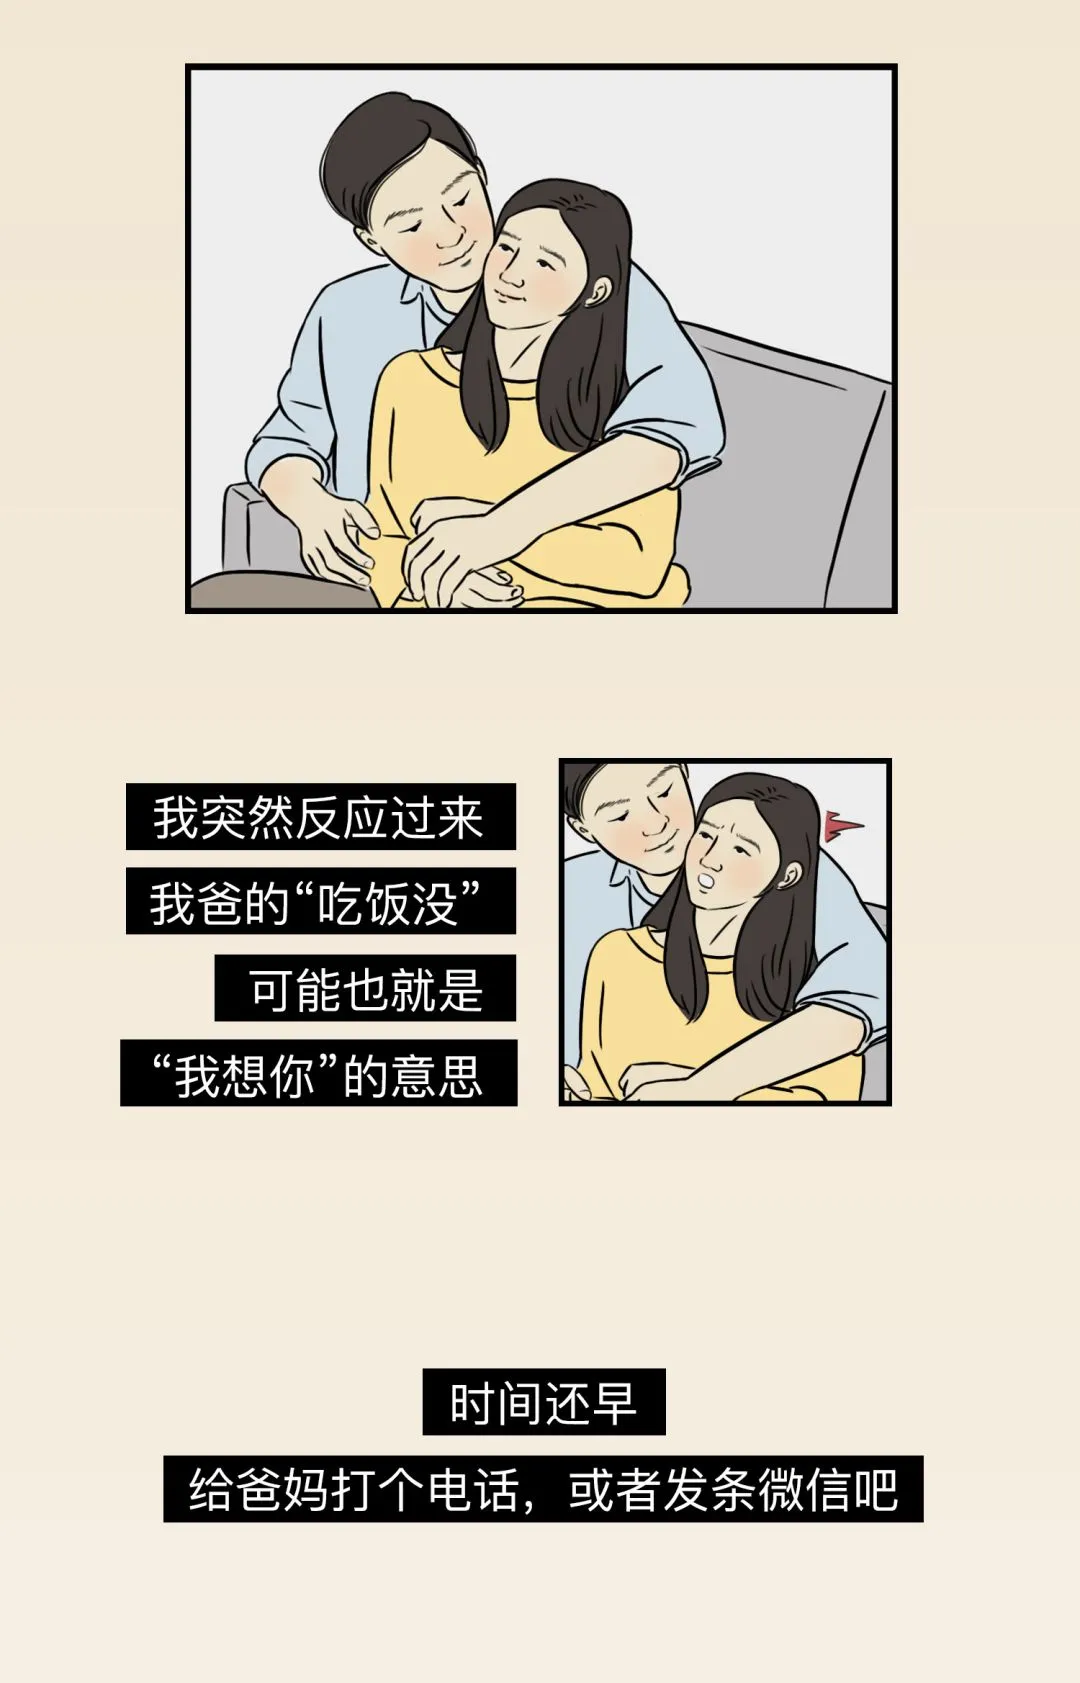 我突然反应过来
我爸的“吃饭没”
可能也就是
“我想你”的意思
时间还早
给爸妈打个电话，或者发条微信吧